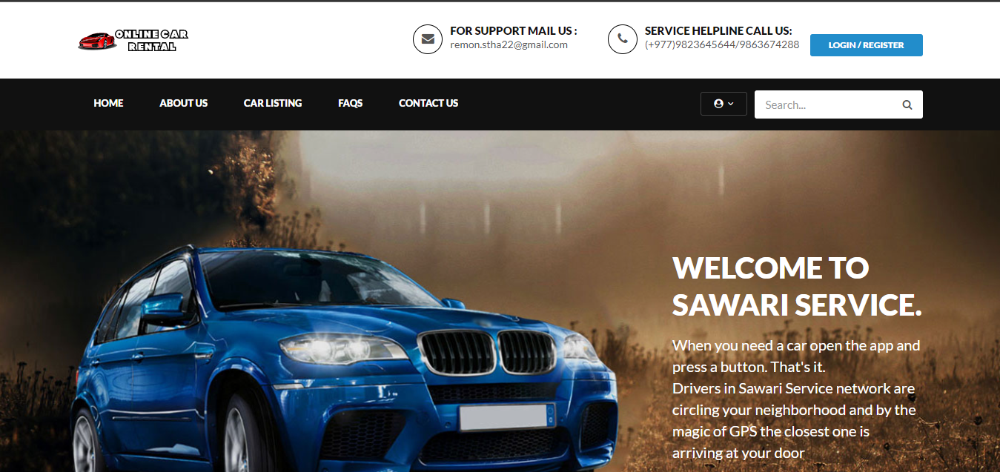 ONLINE CAR
RENTAL
FOR SUPPORT MAIL US :
remon.stha22@gmail.com
SERVICE HELPLINE CALL US:
(+977)9823645644/9863674288
LOGIN / REGISTER
HOME
ABOUT US
CAR LISTING
FAQS
CONTACT US
Search...
WELCOME TO
SAWARI SERVICE.
When you need a car open the app and
press a button. That's it.
Drivers in Sawari Service network are
circling your neighborhood and by the
magic of GPS the closest one is
arriving at your door